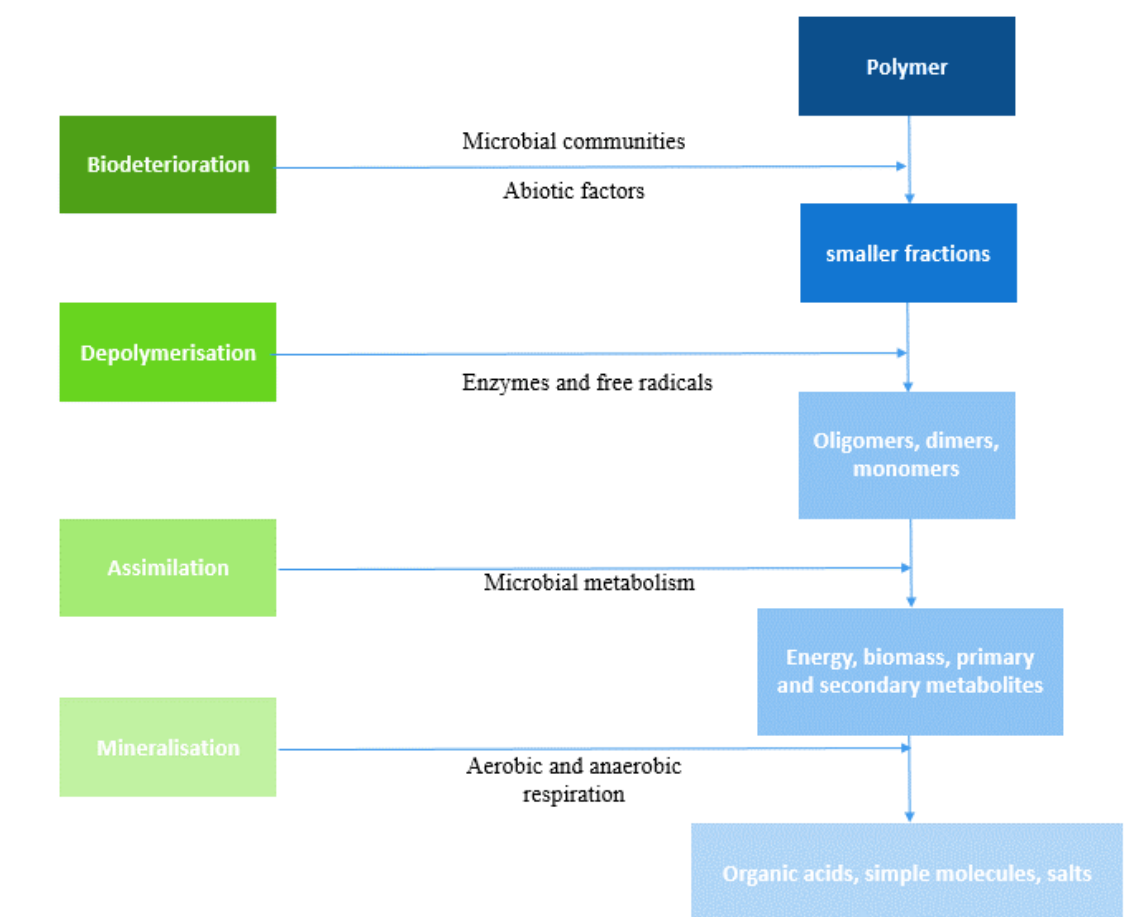 Polymer
Microbial communities
Biodeterioration
Abiotic factors
smaller fractions
Depolymerisation
Enzymes and free radicals
Oligomers, dimers,
monomers
Assimilation
Microbial metabolism
Energy, biomass, primary
and secondary metabolites
Mineralisation
Aerobic and anaerobic
respiration
Organic acids, simple molecules, salts